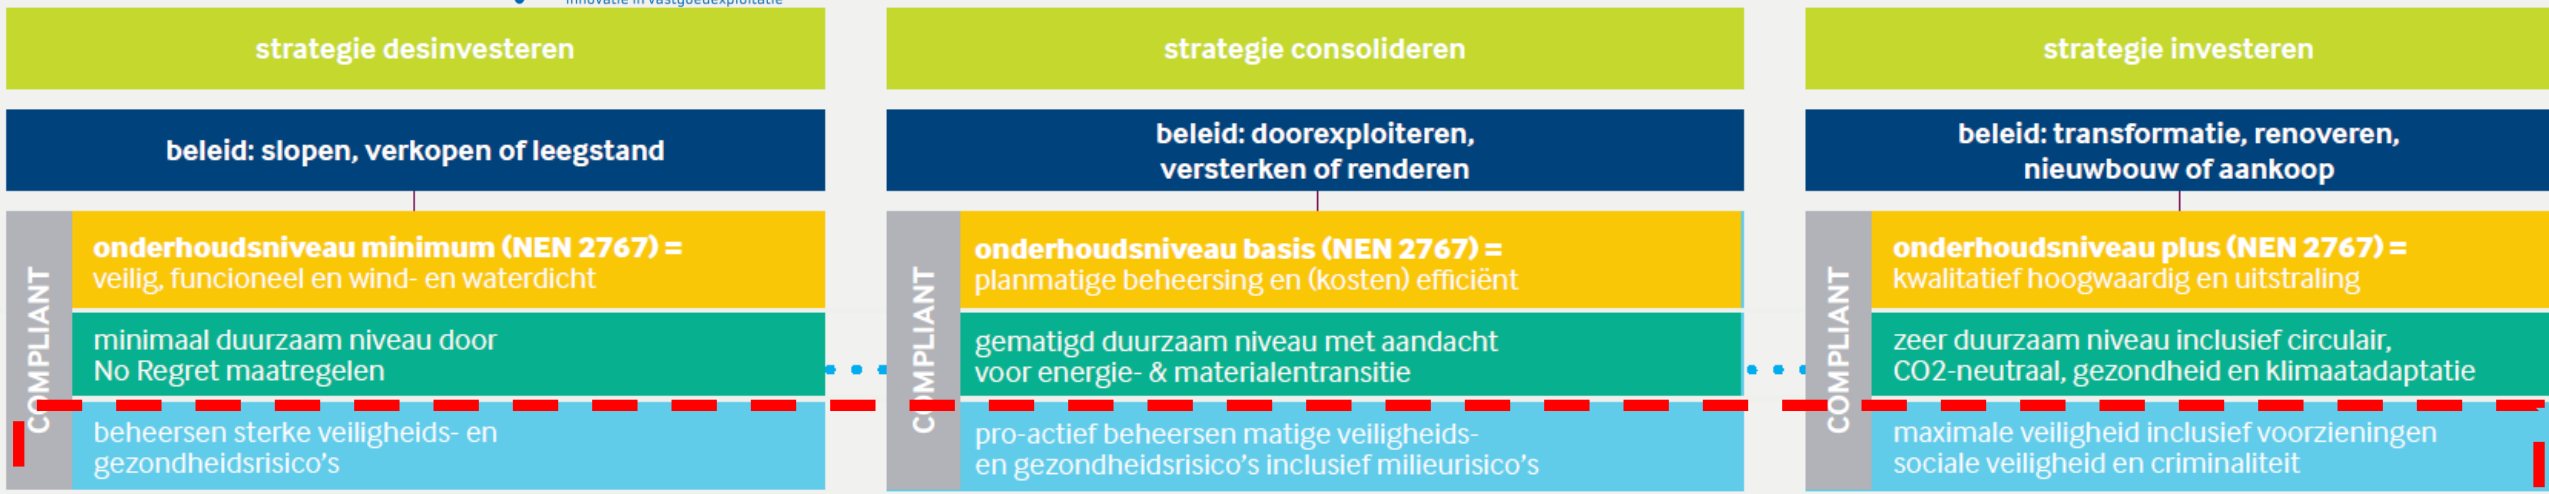 innovatie in vastgoedexploitatie
strategie desinvesteren
beleid: slopen, verkopen of leegstand
COMPLIANT
onderhoudsniveau minimum (NEN 2767) =
veilig, funcioneel en wind- en waterdicht
minimaal duurzaam niveau door
No Regret maatregelen
beheersen sterke veiligheids- en
gezondheidsrisico's
strategie consolideren
beleid: doorexploiteren,
versterken of renderen
COMPLIANT
onderhoudsniveau basis (NEN 2767) =
planmatige beheersing en (kosten) efficiënt
gematigd duurzaam niveau met aandacht
voor energie- & materialentransitie
pro-actief beheersen matige veiligheids-
en gezondheidsrisico's inclusief milieurisico's
strategie investeren
beleid: transformatie, renoveren,
nieuwbouw of aankoop
COMPLIANT
onderhoudsniveau plus (NEN 2767) =
kwalitatief hoogwaardig en uitstraling
zeer duurzaam niveau inclusief circulair,
CO2-neutraal, gezondheid en klimaatadaptatie
maximale veiligheid inclusief voorzieningen
sociale veiligheid en criminaliteit